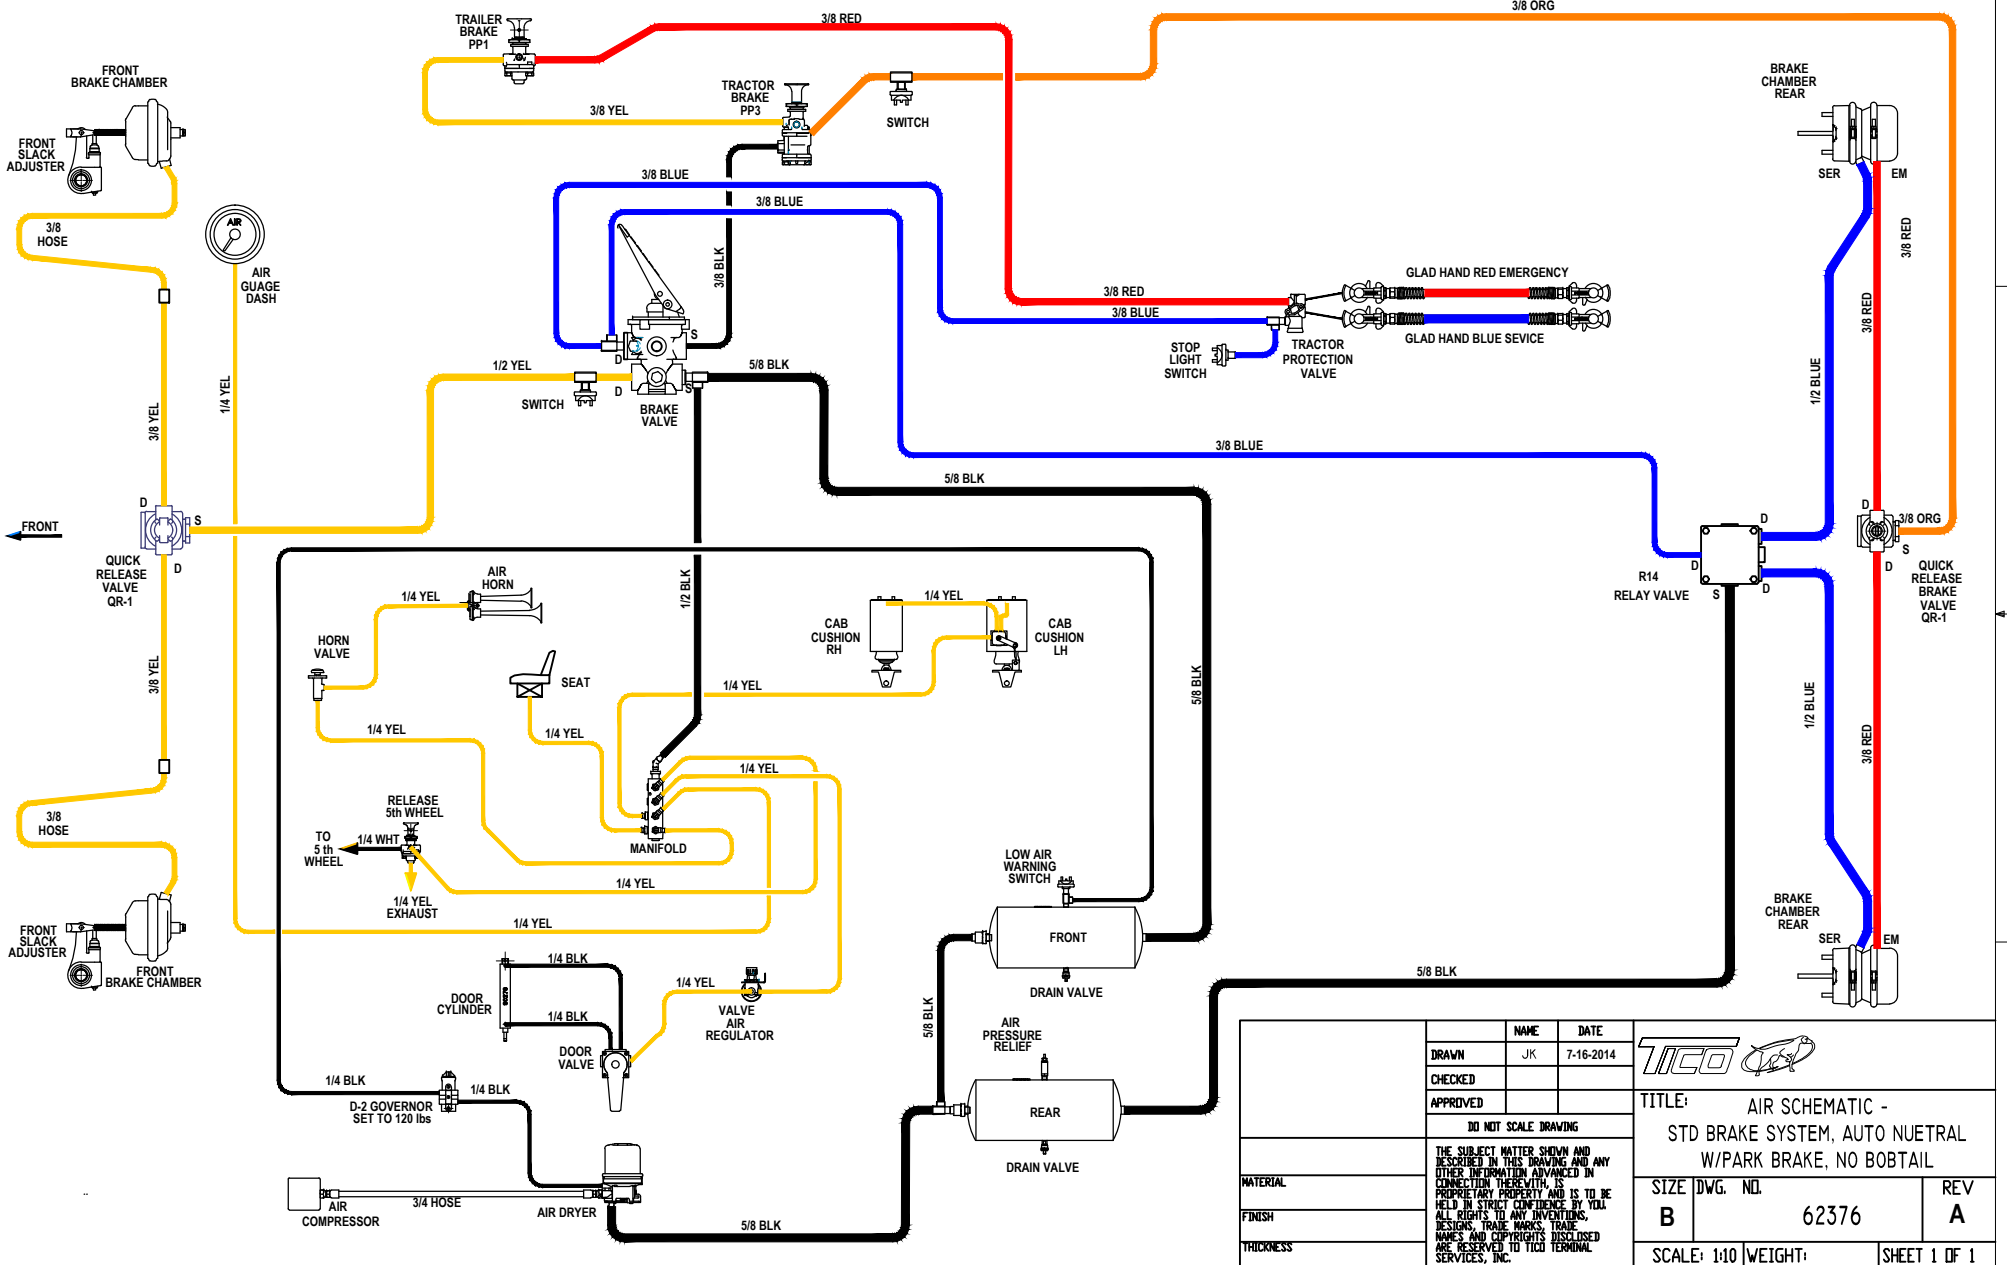 3/8 ORG
TRAILER
BRAKE
PP1
3/8 RED
FRONT
BRAKE CHAMBER
BRAKE
CHAMBER
REAR
TRACTOR
BRAKE
PP3
3/8 YEL
SWITCH
FRONT
SLACK
ADJUSTER
SER
EM
3/8 BLUE
3/8 BLUE
AIR
3/8
HOSE
3/8 RED
3/8 BLK
AIR
GUAGE
DASH
GLAD HAND RED EMERGENCY
3/8 RED
3/8 BLUE
3/8 RED
GLAD HAND BLUE SEVICE
S
D
STOP
LIGHT
SWITCH
TRACTOR
PROTECTION
VALVE
1/2 YEL
5/8 BLK
D
S
SWITCH
BRAKE
VALVE
1/4 YEL
3/8 YEL
1/2 BLUE
3/8 BLUE
5/8 BLK
D
S
FRONT
D
QUICK
RELEASE
VALVE
QR-1
D
D
3/8 ORG
S
D
D
D
S
R14
RELAY VALVE
QUICK
RELEASE
BRAKE
VALVE
QR-1
AIR
HORN
1/4 YEL
1/2 BLK
1/4 YEL
CAB
CUSHION
RH
CAB
CUSHION
LH
HORN
VALVE
3/8 YEL
SEAT
1/4 YEL
5/8 BLK
1/2 BLUE
1/4 YEL
1/4 YEL
3/8 RED
1/4 YEL
RELEASE
5th WHEEL
3/8
HOSE
TO
5 th
WHEEL
1/4 WHT
MANIFOLD
LOW AIR
WARNING
SWITCH
1/4 YEL
1/4 YEL
EXHAUST
BRAKE
CHAMBER
REAR
1/4 YEL
FRONT
SLACK
ADJUSTER
FRONT
SER
EM
1/4 BLK
FRONT
BRAKE CHAMBER
5/8 BLK
1/4 YEL
DRAIN VALVE
DOOR
CYLINDER
1/4 BLK
VALVE
AIR
REGULATOR
5/8 BLK
AIR
PRESSURE
RELIEF
DOOR
VALVE
1/4 BLK
1/4 BLK
D-2 GOVERNOR
SET TO 120 lbs
REAR
DRAIN VALVE
3/4 HOSE
AIR
COMPRESSOR
AIR DRYER
5/8 BLK
NAME DATE
DRAWN JK 7-16-2014
CHECKED
APPROVED
DO NOT SCALE DRAWING
THE SUBJECT MATTER SHOWN AND
DESCRIBED IN THIS DRAWING AND ANY
OTHER INFORMATION ADVANCED IN
CONNECTION THEREWITH, IS
PROPRIETARY PROPERTY AND IS TO BE
HELD IN STRICT CONFIDENCE BY YOU.
ALL RIGHTS TO ANY INVENTIONS,
DESIGNS, TRADE MARKS, TRADE
NAMES AND COPYRIGHTS DISCLOSED
ARE RESERVED TO TICO TERMINAL
SERVICES, INC.
MATERIAL
FINISH
THICKNESS
TICO
TITLE:
AIR SCHEMATIC -
STD BRAKE SYSTEM, AUTO NUETRAL
W/PARK BRAKE, NO BOBTAIL
SIZE DWG. NO. REV
B 62376 A
SCALE: 1:10 WEIGHT: SHEET 1 OF 1